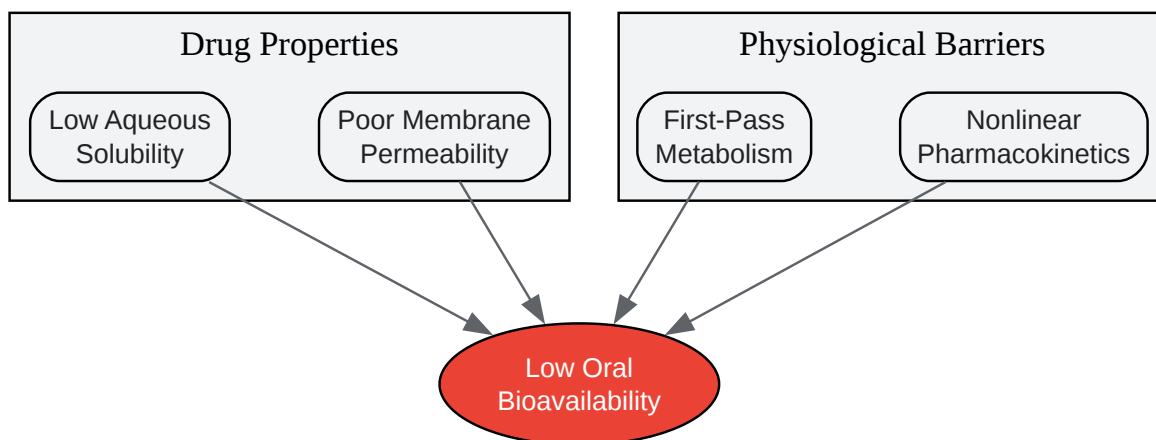 Drug Properties
Low Aqueous
Solubility
Poor Membrane
Permeability
Physiological Barriers
First-Pass
Metabolism
Nonlinear
Pharmacokinetics
Low Oral
Bioavailability